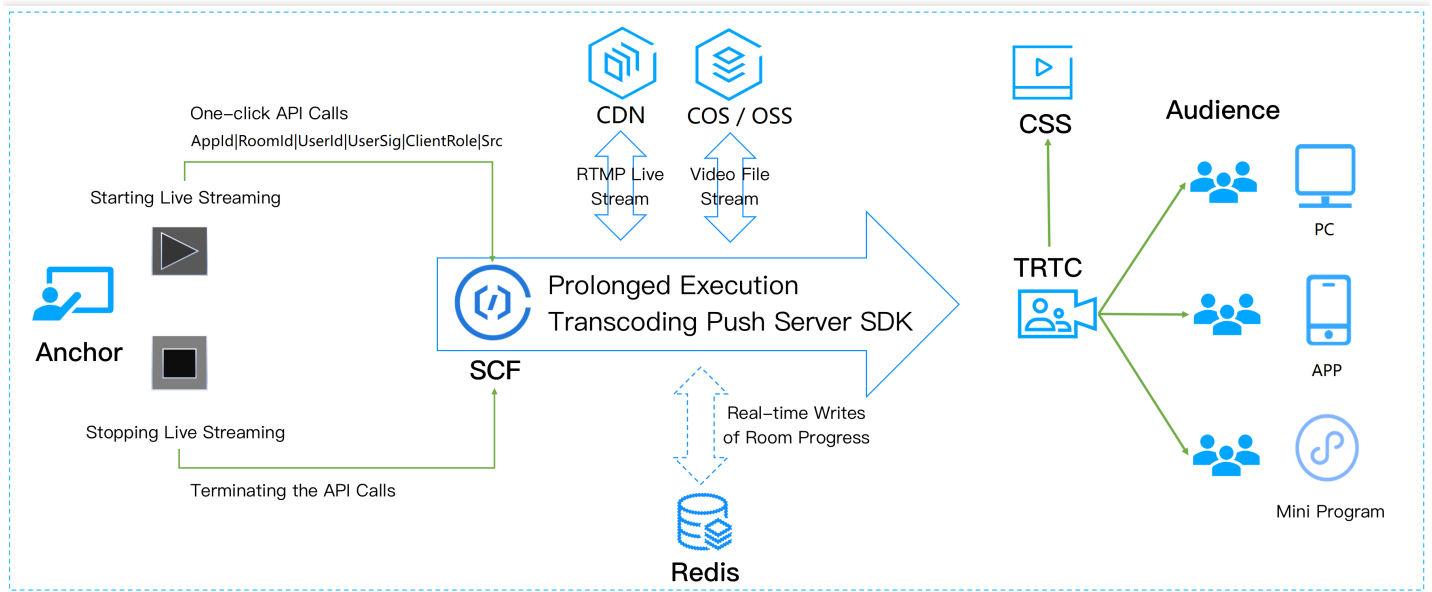 One-click API Calls
AppId|RoomId|UserId|UserSig|ClientRole|Src
Starting Live Streaming
Anchor
Stopping Live Streaming
Terminating the API Calls
CDN
COS / OSS
RTMP Live
Stream
Video File
Stream
Prolonged Execution
Transcoding Push Server SDK
SCF
Real-time Writes
of Room Progress
Redis
CSS
TRTC
Audience
PC
APP
Mini Program